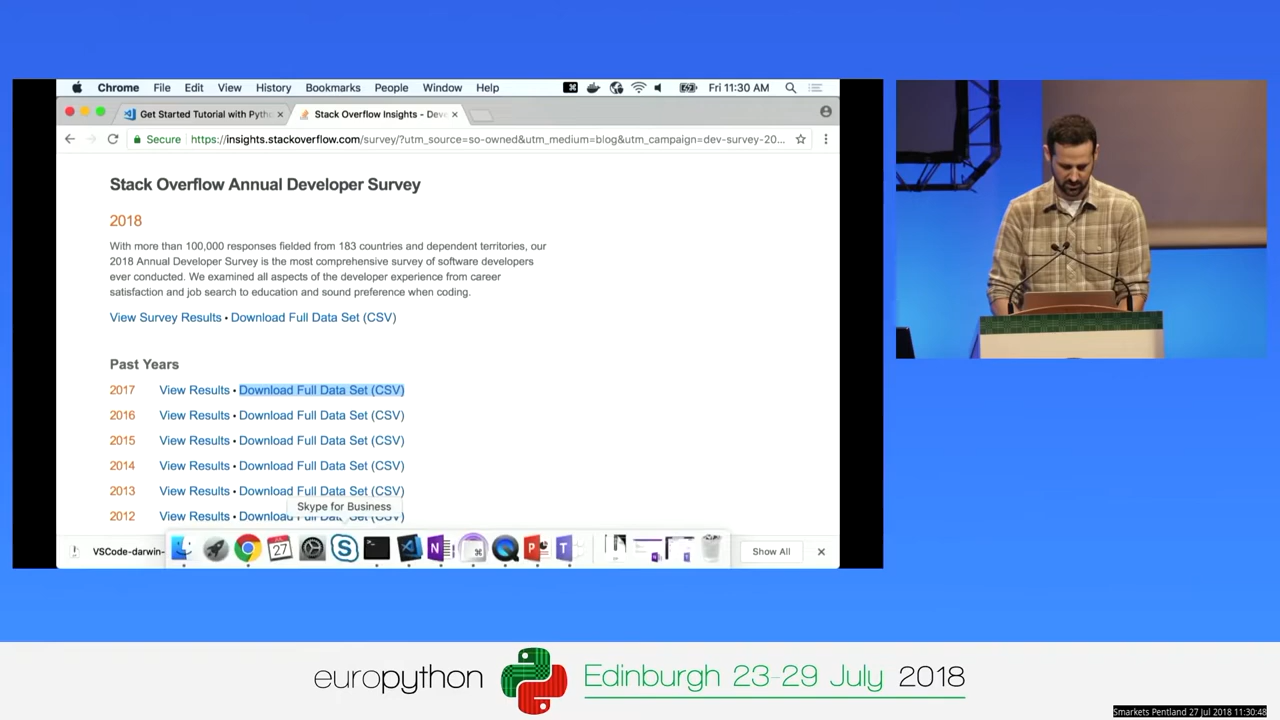 Chrome File Edit View History Bookmarks People Window Help Fri 11:30 AM
Get Started Tutorial with Pytho
Stack Overflow Insights - Deve
Secure https://insights.stackoverflow.com/survey/?utm_source=so-owned&utm_medium=blog&utm_campaign=dev-survey-20...
Stack Overflow Annual Developer Survey
2018
With more than 100,000 responses fielded from 183 countries and dependent territories, our
2018 Annual Developer Survey is the most comprehensive survey of software developers
ever conducted. We examined all aspects of the developer experience from career
satisfaction and job search to education and sound preference when coding.
View Survey Results • Download Full Data Set (CSV)
Past Years
2017 View Results • Download Full Data Set (CSV)
2016 View Results • Download Full Data Set (CSV)
2015 View Results • Download Full Data Set (CSV)
2014 View Results • Download Full Data Set (CSV)
2013 View Results • Download Full Data Set (CSV)
Skype for Business
2012 View Results • Download Full Data Set (CSV)
VSCode-darwin-
27
Show All
europython Edinburgh 23-29 July 2018
Smarkets Pentland 27 Jul 2018 11:30:48